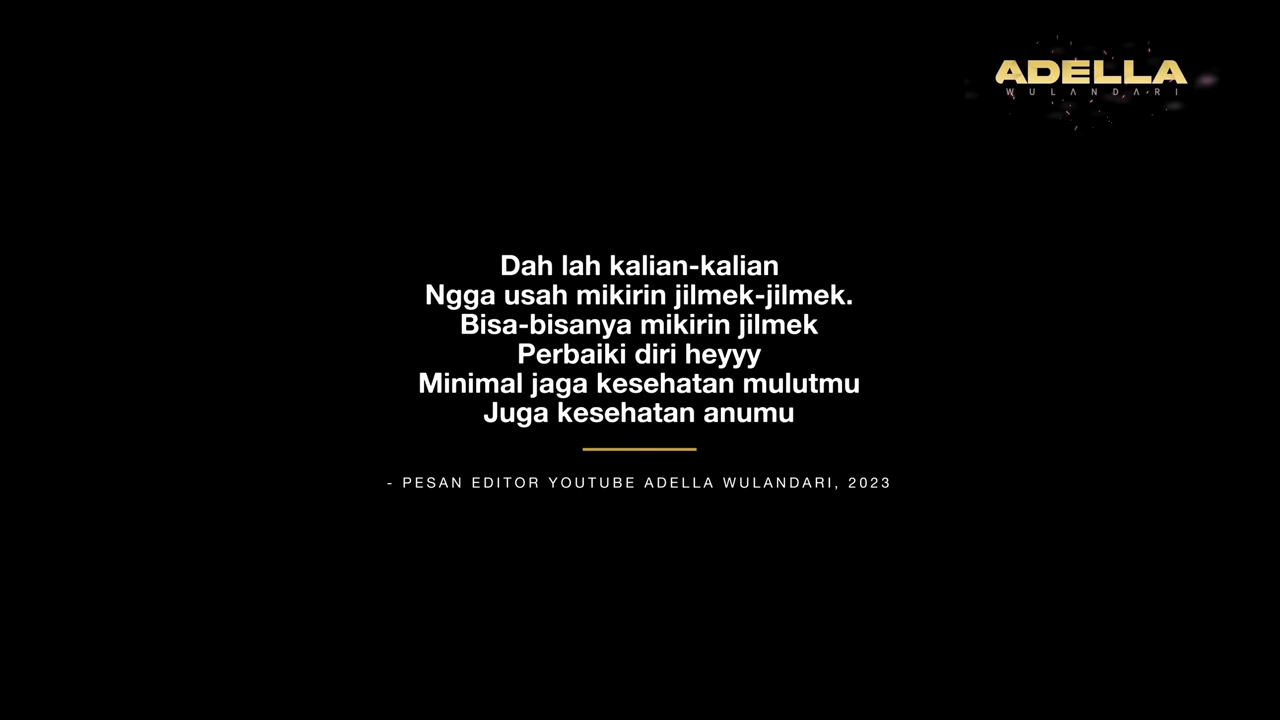 ADELLA
WULANDARI
Dah lah kalian-kalian
Ngga usah mikirin jilmek-jilmek.
Bisa-bisanya mikirin jilmek
Perbaiki diri heyyy
Minimal jaga kesehatan mulutmu
Juga kesehatan anumu
- PESAN EDITOR YOUTUBE ADELLA WULANDARI, 2023